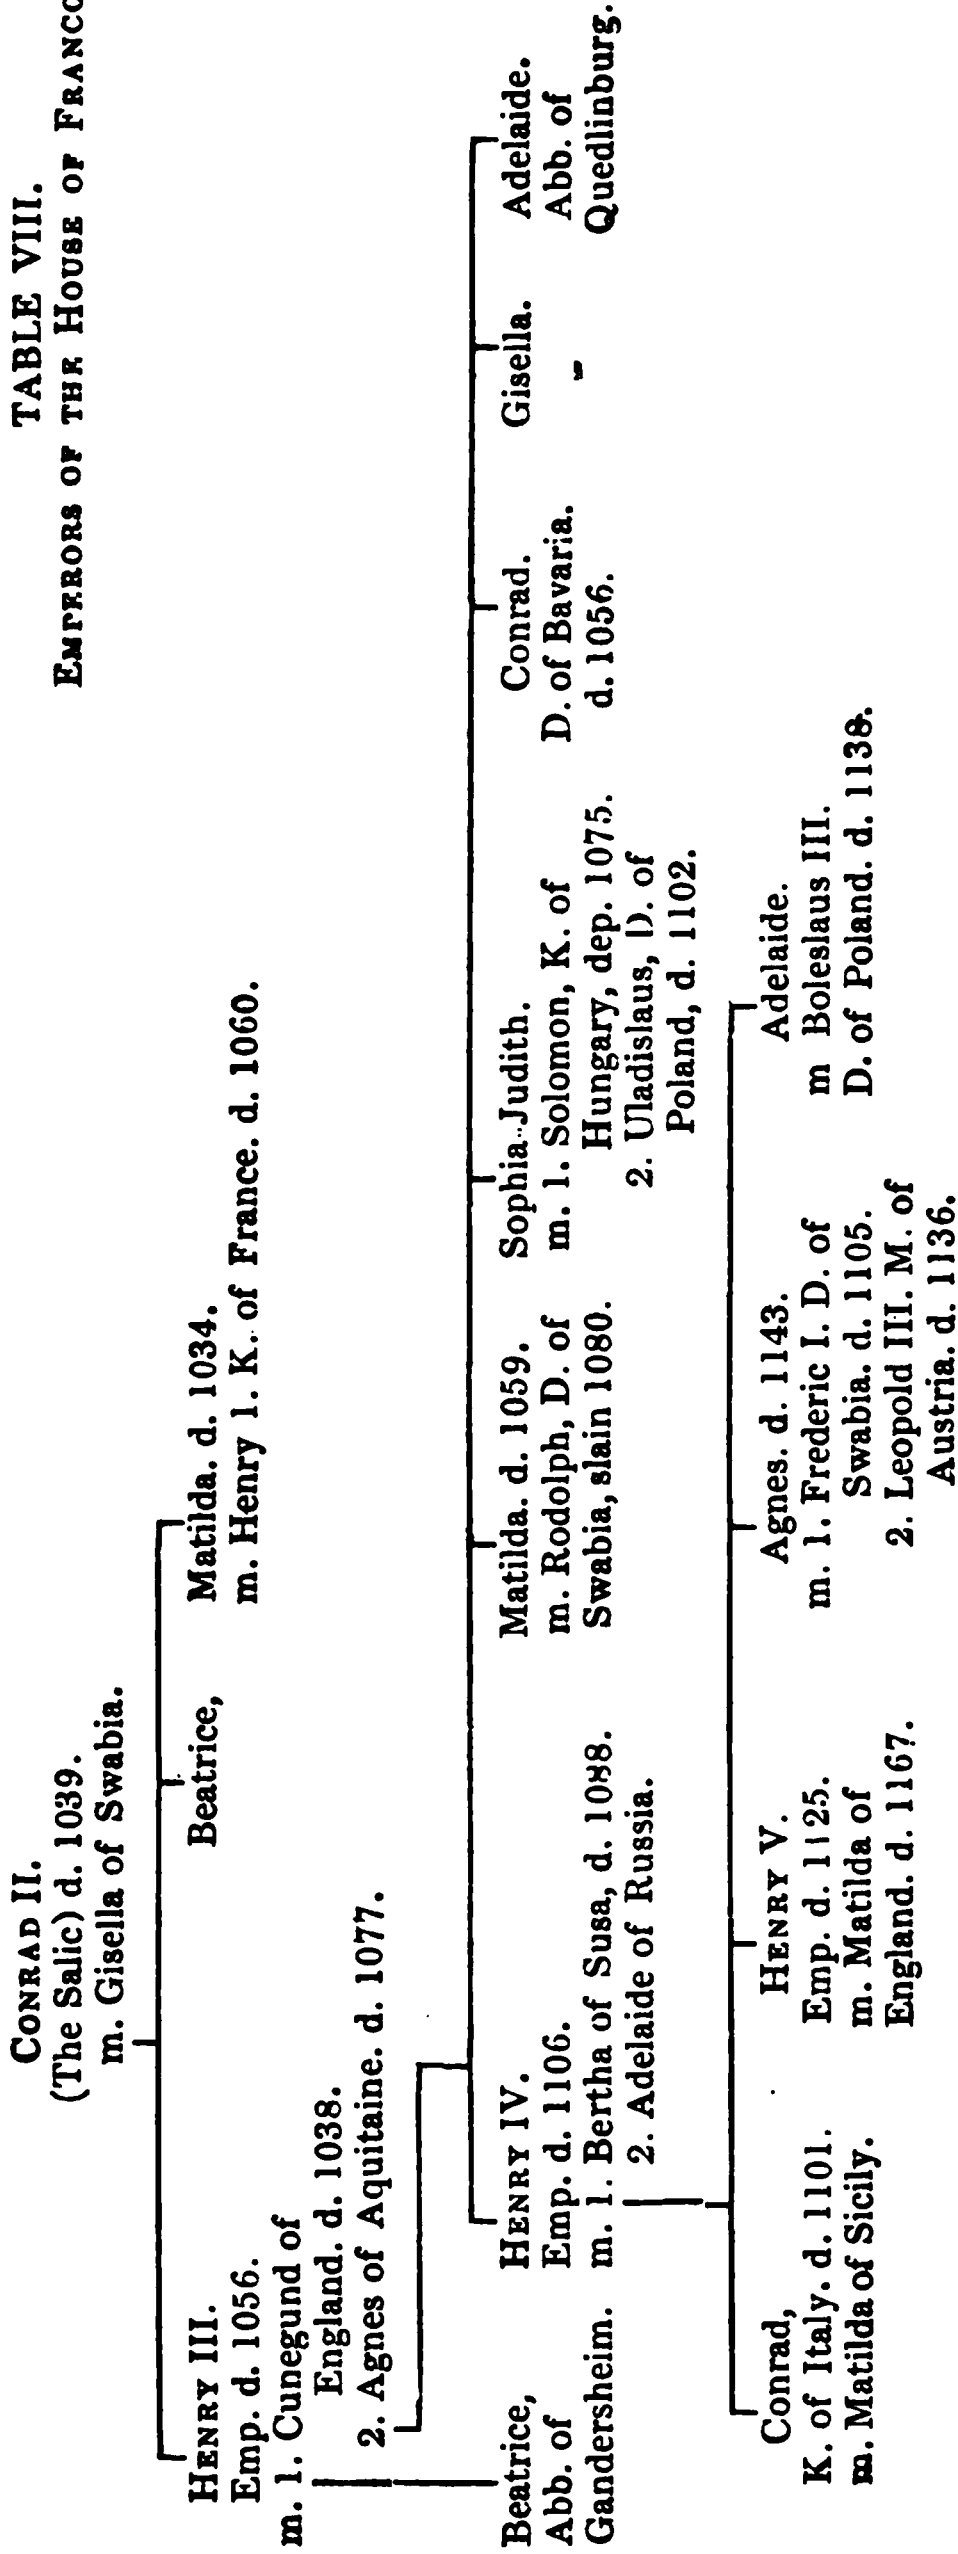 TABLE VIII.
EMPERORS OF THE HOUSE OF FRANCO
CONRAD II.
(The Salic) d. 1039.
m. Gisella of Swabia.
HENRY III.
Emp. d. 1056.
m. 1. Cunegund of
England. d. 1038.
2. Agnes of Aquitaine. d. 1077.
Beatrice,
Matilda. d. 1034.
m. Henry 1. K. of France. d. 1060.
Beatrice,
Abb. of
Gandersheim.
HENRY IV.
Emp. d. 1106.
m. 1. Bertha of Susa, d. 1088.
2. Adelaide of Russia.
Matilda. d. 1059.
m. Rodolph, D. of
Swabia, slain 1080.
Sophia-Judith.
m. 1. Solomon, K. of
Hungary, dep. 1075.
2. Uladislaus, D. of
Poland, d. 1102.
Conrad.
D. of Bavaria.
d. 1056.
Gisella.
Adelaide.
Abb. of
Quedlinburg.
Conrad,
K. of Italy. d. 1101.
m. Matilda of Sicily.
HENRY V.
Emp. d. 1125.
m. Matilda of
England. d. 1167.
Agnes. d. 1143.
m. 1. Frederic I. D. of
Swabia. d. 1105.
2. Leopold III. M. of
Austria. d. 1136.
Adelaide.
m Boleslaus III.
D. of Poland. d. 1138.